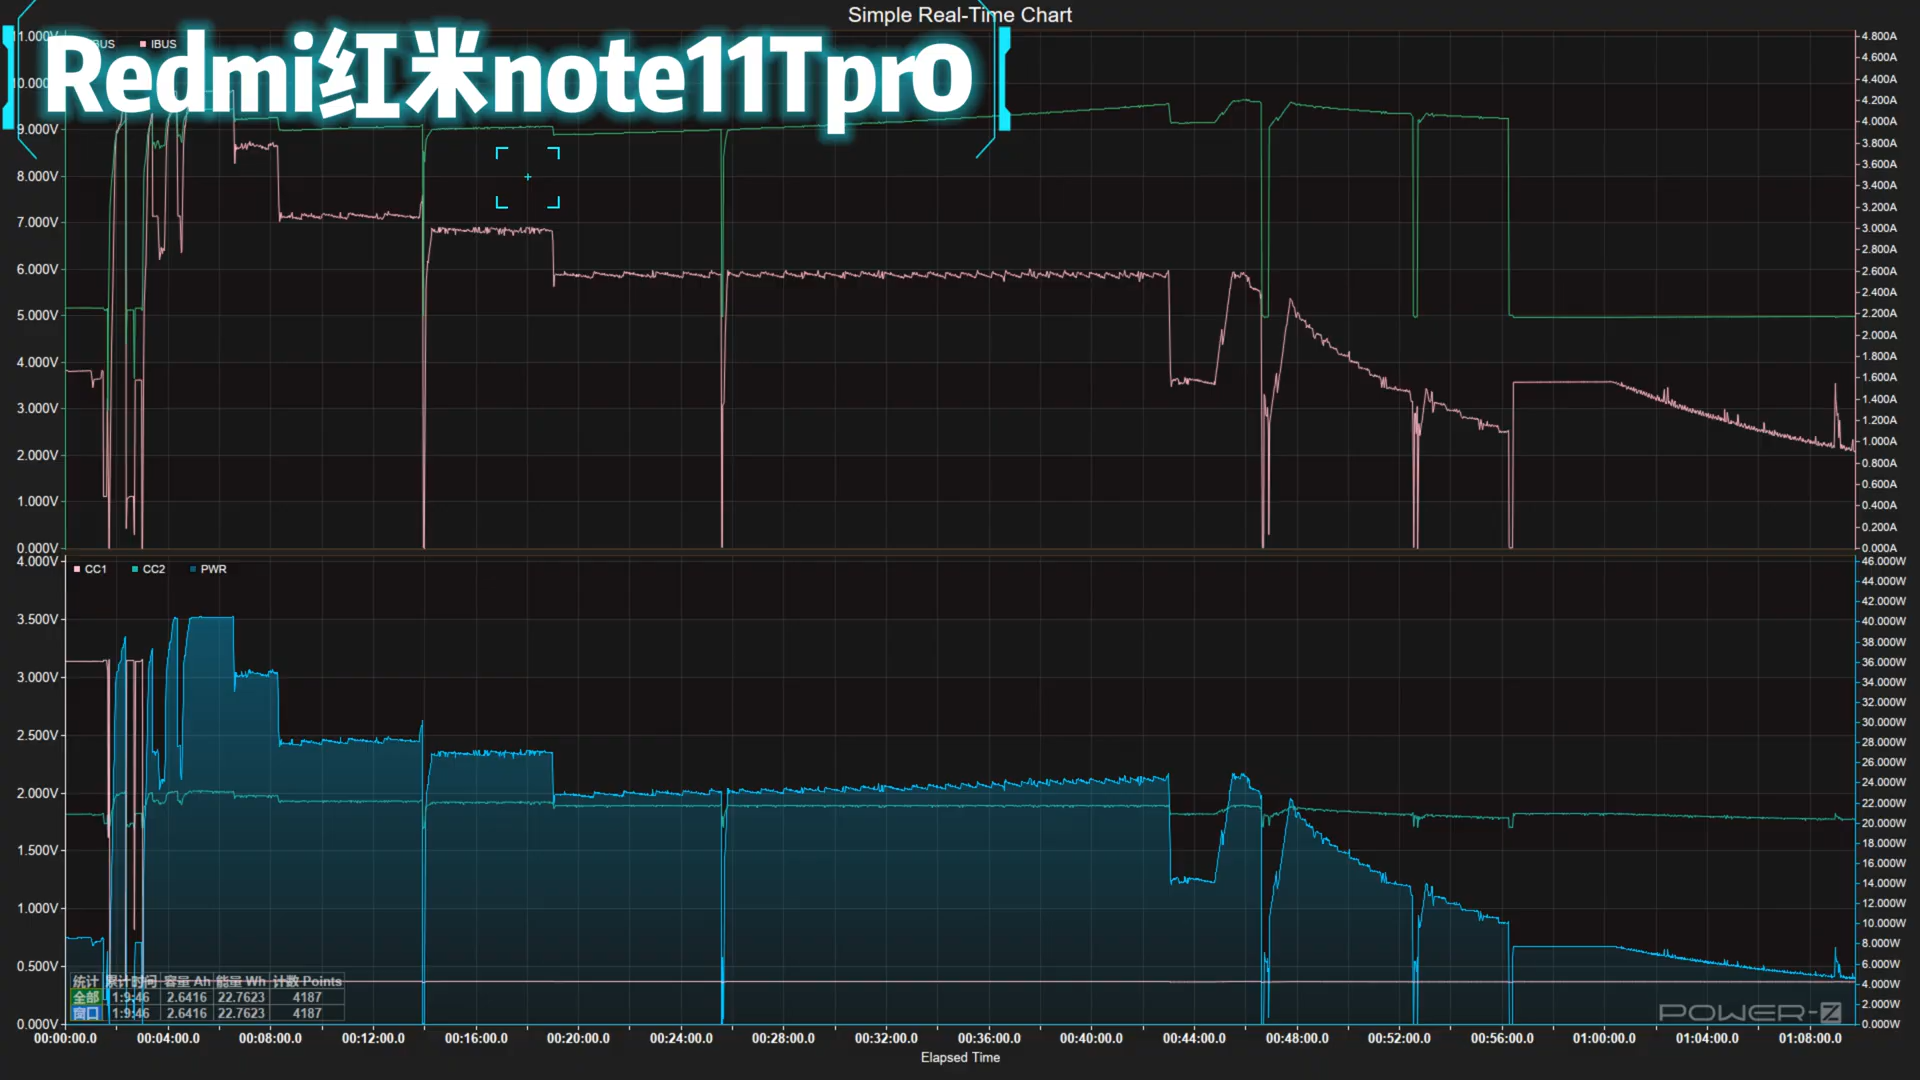 Simple Real-Time Chart
Redmi红米note11TprO
BUS IBUS
11.000V
10.000V
9.000V
8.000V
7.000V
6.000V
5.000V
4.000V
3.000V
2.000V
1.000V
0.000V
4.800A
4.600A
4.400A
4.200A
4.000A
3.800A
3.600A
3.400A
3.200A
3.000A
2.800A
2.600A
2.400A
2.200A
2.000A
1.800A
1.600A
1.400A
1.200A
1.000A
0.800A
0.600A
0.400A
0.200A
0.000A
CC1 CC2 PWR
4.000V
3.500V
3.000V
2.500V
2.000V
1.500V
1.000V
0.500V
0.000V
46.000W
44.000W
42.000W
40.000W
38.000W
36.000W
34.000W
32.000W
30.000W
28.000W
26.000W
24.000W
22.000W
20.000W
18.000W
16.000W
14.000W
12.000W
10.000W
8.000W
6.000W
4.000W
2.000W
0.000W
统计 累计时间 容量 Ah 能量 Wh 计数 Points
全部 1:9:46 2.6416 22.7623 4187
窗口 1:9:46 2.6416 22.7623 4187
POWER-Z
00:00:00.0 00:04:00.0 00:08:00.0 00:12:00.0 00:16:00.0 00:20:00.0 00:24:00.0 00:28:00.0 00:32:00.0 00:36:00.0 00:40:00.0 00:44:00.0 00:48:00.0 00:52:00.0 00:56:00.0 01:00:00.0 01:04:00.0 01:08:00.0
Elapsed Time